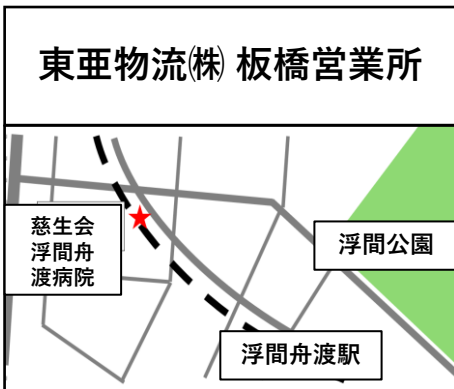 東亜物流㈱ 板橋営業所
慈生会
浮間舟
渡病院
浮間公園
浮間舟渡駅